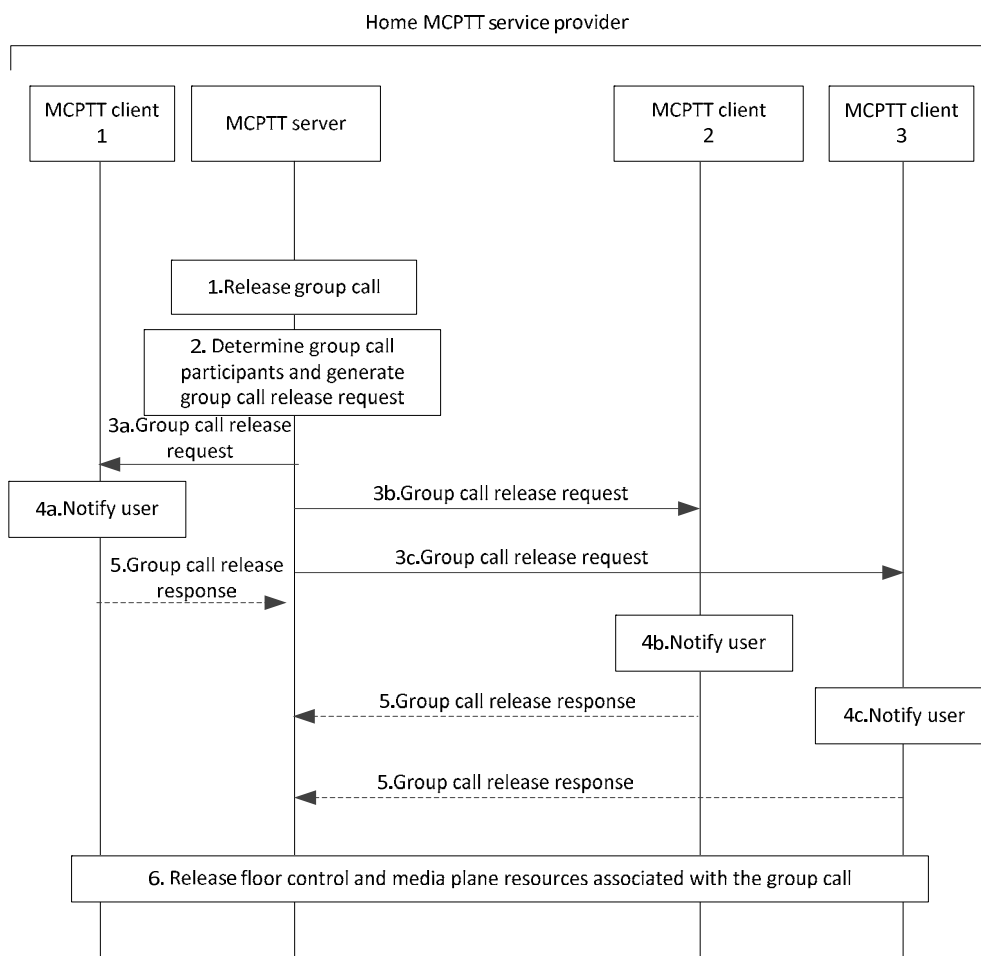 Home MCPTT service provider
MCPTT client
1
MCPTT server
MCPTT client
2
MCPTT client
3
1.Release group call
2. Determine group call
participants and generate
group call release request
3a.Group call release
request
3b.Group call release request
4a.Notify user
3c.Group call release request
5.Group call release
response
4b.Notify user
5.Group call release response
4c.Notify user
5.Group call release response
6. Release floor control and media plane resources associated with the group call